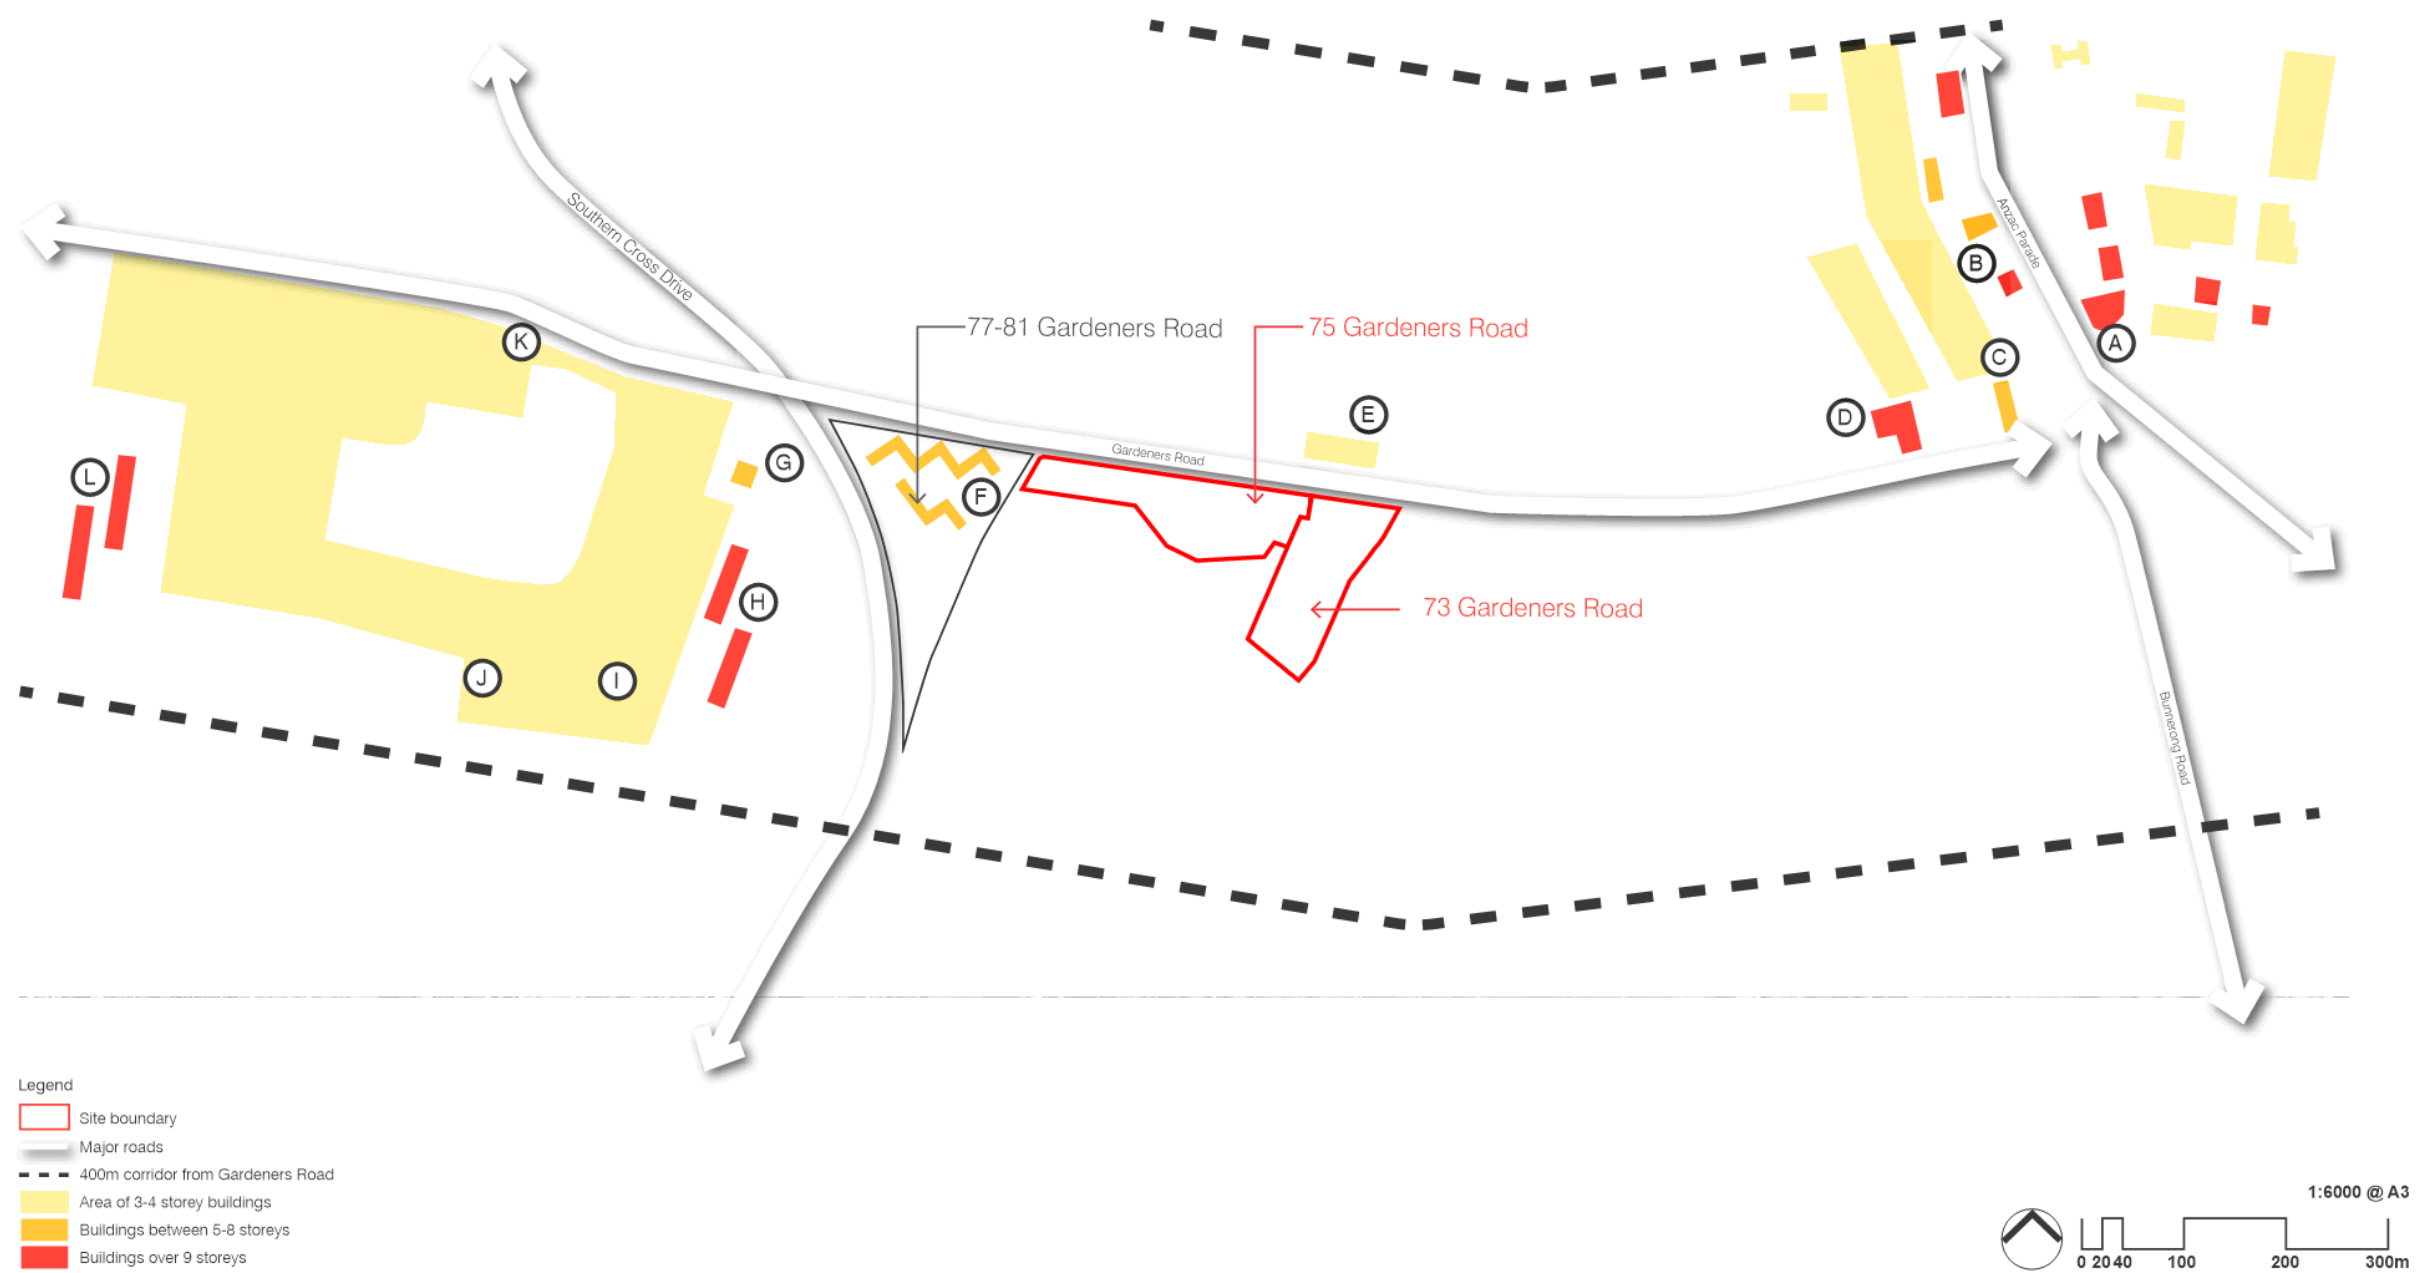 Southern Cross Drive
Anzac Parade
B
K
77-81 Gardeners Road
75 Gardeners Road
A
C
E
D
Gardeners Road
G
L
F
H
73 Gardeners Road
J
I
Bunnerong Road
Legend
Site boundary
Major roads
400m corridor from Gardeners Road
Area of 3-4 storey buildings
Buildings between 5-8 storeys
Buildings over 9 storeys
1:6000 @ A3
0 20 40 100 200 300m